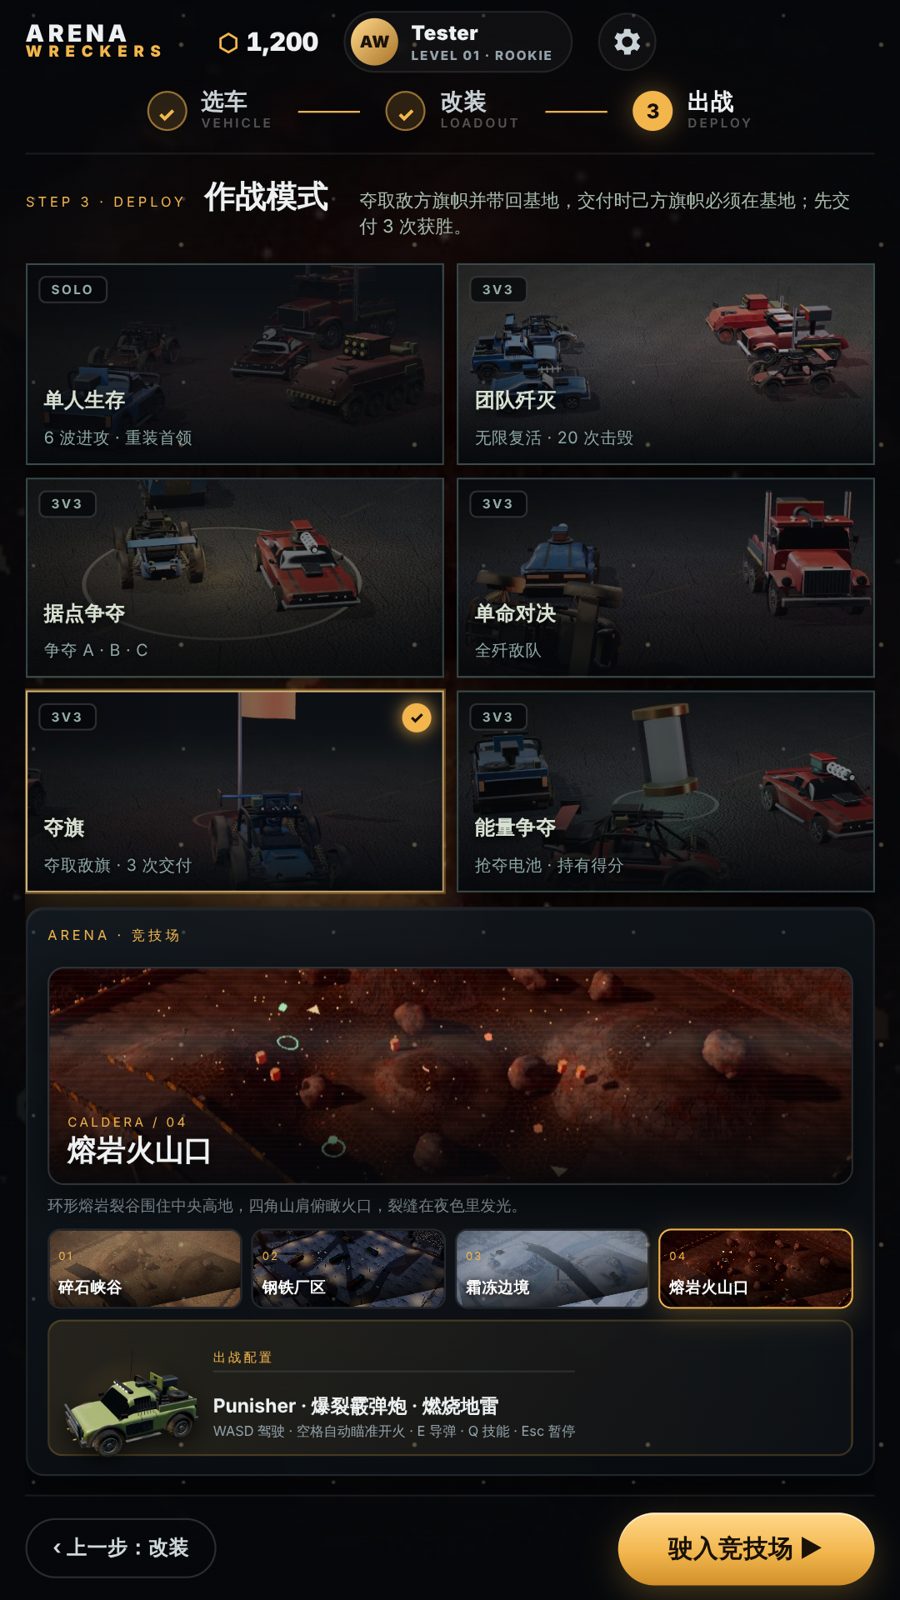 ARENA
WRECKERS
1,200
AW
Tester
LEVEL 01 · ROOKIE
选车
VEHICLE
改装
LOADOUT
3
出战
DEPLOY
STEP 3 · DEPLOY
作战模式
夺取敌方旗帜并带回基地，交付时己方旗帜必须在基地；先交
付 3 次获胜。
SOLO
单人生存
6 波进攻 · 重装首领
3V3
团队歼灭
无限复活 · 20 次击毁
3V3
据点争夺
争夺 A · B · C
3V3
单命对决
全歼敌队
3V3
夺旗
夺取敌旗 · 3 次交付
3V3
能量争夺
抢夺电池 · 持有得分
ARENA · 竞技场
CALDERA / 04
熔岩火山口
环形熔岩裂谷围住中央高地，四角山肩俯瞰火口，裂缝在夜色里发光。
01
碎石峡谷
02
钢铁厂区
03
霜冻边境
04
熔岩火山口
出战配置
Punisher · 爆裂霰弹炮 · 燃烧地雷
WASD 驾驶 · 空格自动瞄准开火 · E 导弹 · Q 技能 · Esc 暂停
‹ 上一步：改装
驶入竞技场 ▶